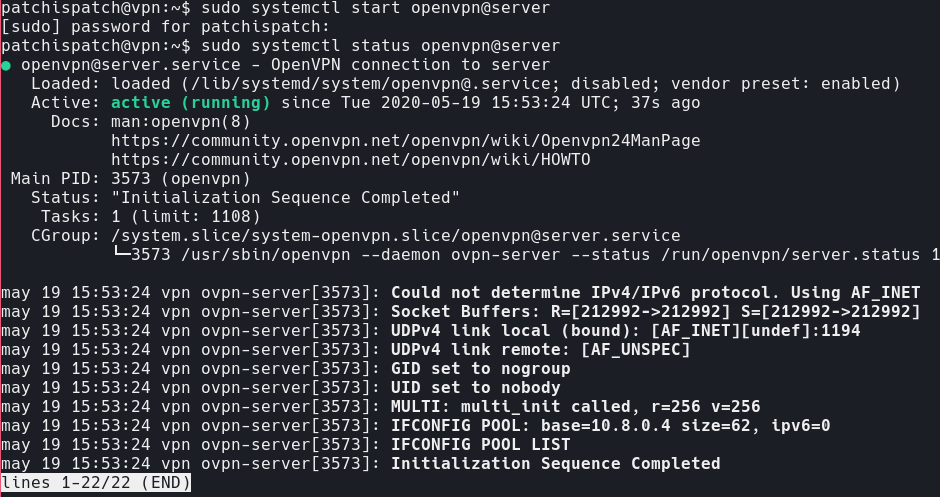 patchispatch@vpn:~$ sudo systemctl start openvpn@server
[sudo] password for patchispatch:
patchispatch@vpn:~$ sudo systemctl status openvpn@server
● openvpn@server.service - OpenVPN connection to server
   Loaded: loaded (/lib/systemd/system/openvpn@.service; disabled; vendor preset: enabled)
   Active: active (running) since Tue 2020-05-19 15:53:24 UTC; 37s ago
     Docs: man:openvpn(8)
           https://community.openvpn.net/openvpn/wiki/Openvpn24ManPage
           https://community.openvpn.net/openvpn/wiki/HOWTO
 Main PID: 3573 (openvpn)
   Status: "Initialization Sequence Completed"
    Tasks: 1 (limit: 1108)
   CGroup: /system.slice/system-openvpn.slice/openvpn@server.service
           └─3573 /usr/sbin/openvpn --daemon ovpn-server --status /run/openvpn/server.status 1

may 19 15:53:24 vpn ovpn-server[3573]: Could not determine IPv4/IPv6 protocol. Using AF_INET
may 19 15:53:24 vpn ovpn-server[3573]: Socket Buffers: R=[212992->212992] S=[212992->212992]
may 19 15:53:24 vpn ovpn-server[3573]: UDPv4 link local (bound): [AF_INET][undef]:1194
may 19 15:53:24 vpn ovpn-server[3573]: UDPv4 link remote: [AF_UNSPEC]
may 19 15:53:24 vpn ovpn-server[3573]: GID set to nogroup
may 19 15:53:24 vpn ovpn-server[3573]: UID set to nobody
may 19 15:53:24 vpn ovpn-server[3573]: MULTI: multi_init called, r=256 v=256
may 19 15:53:24 vpn ovpn-server[3573]: IFCONFIG POOL: base=10.8.0.4 size=62, ipv6=0
may 19 15:53:24 vpn ovpn-server[3573]: IFCONFIG POOL LIST
may 19 15:53:24 vpn ovpn-server[3573]: Initialization Sequence Completed
lines 1-22/22 (END)